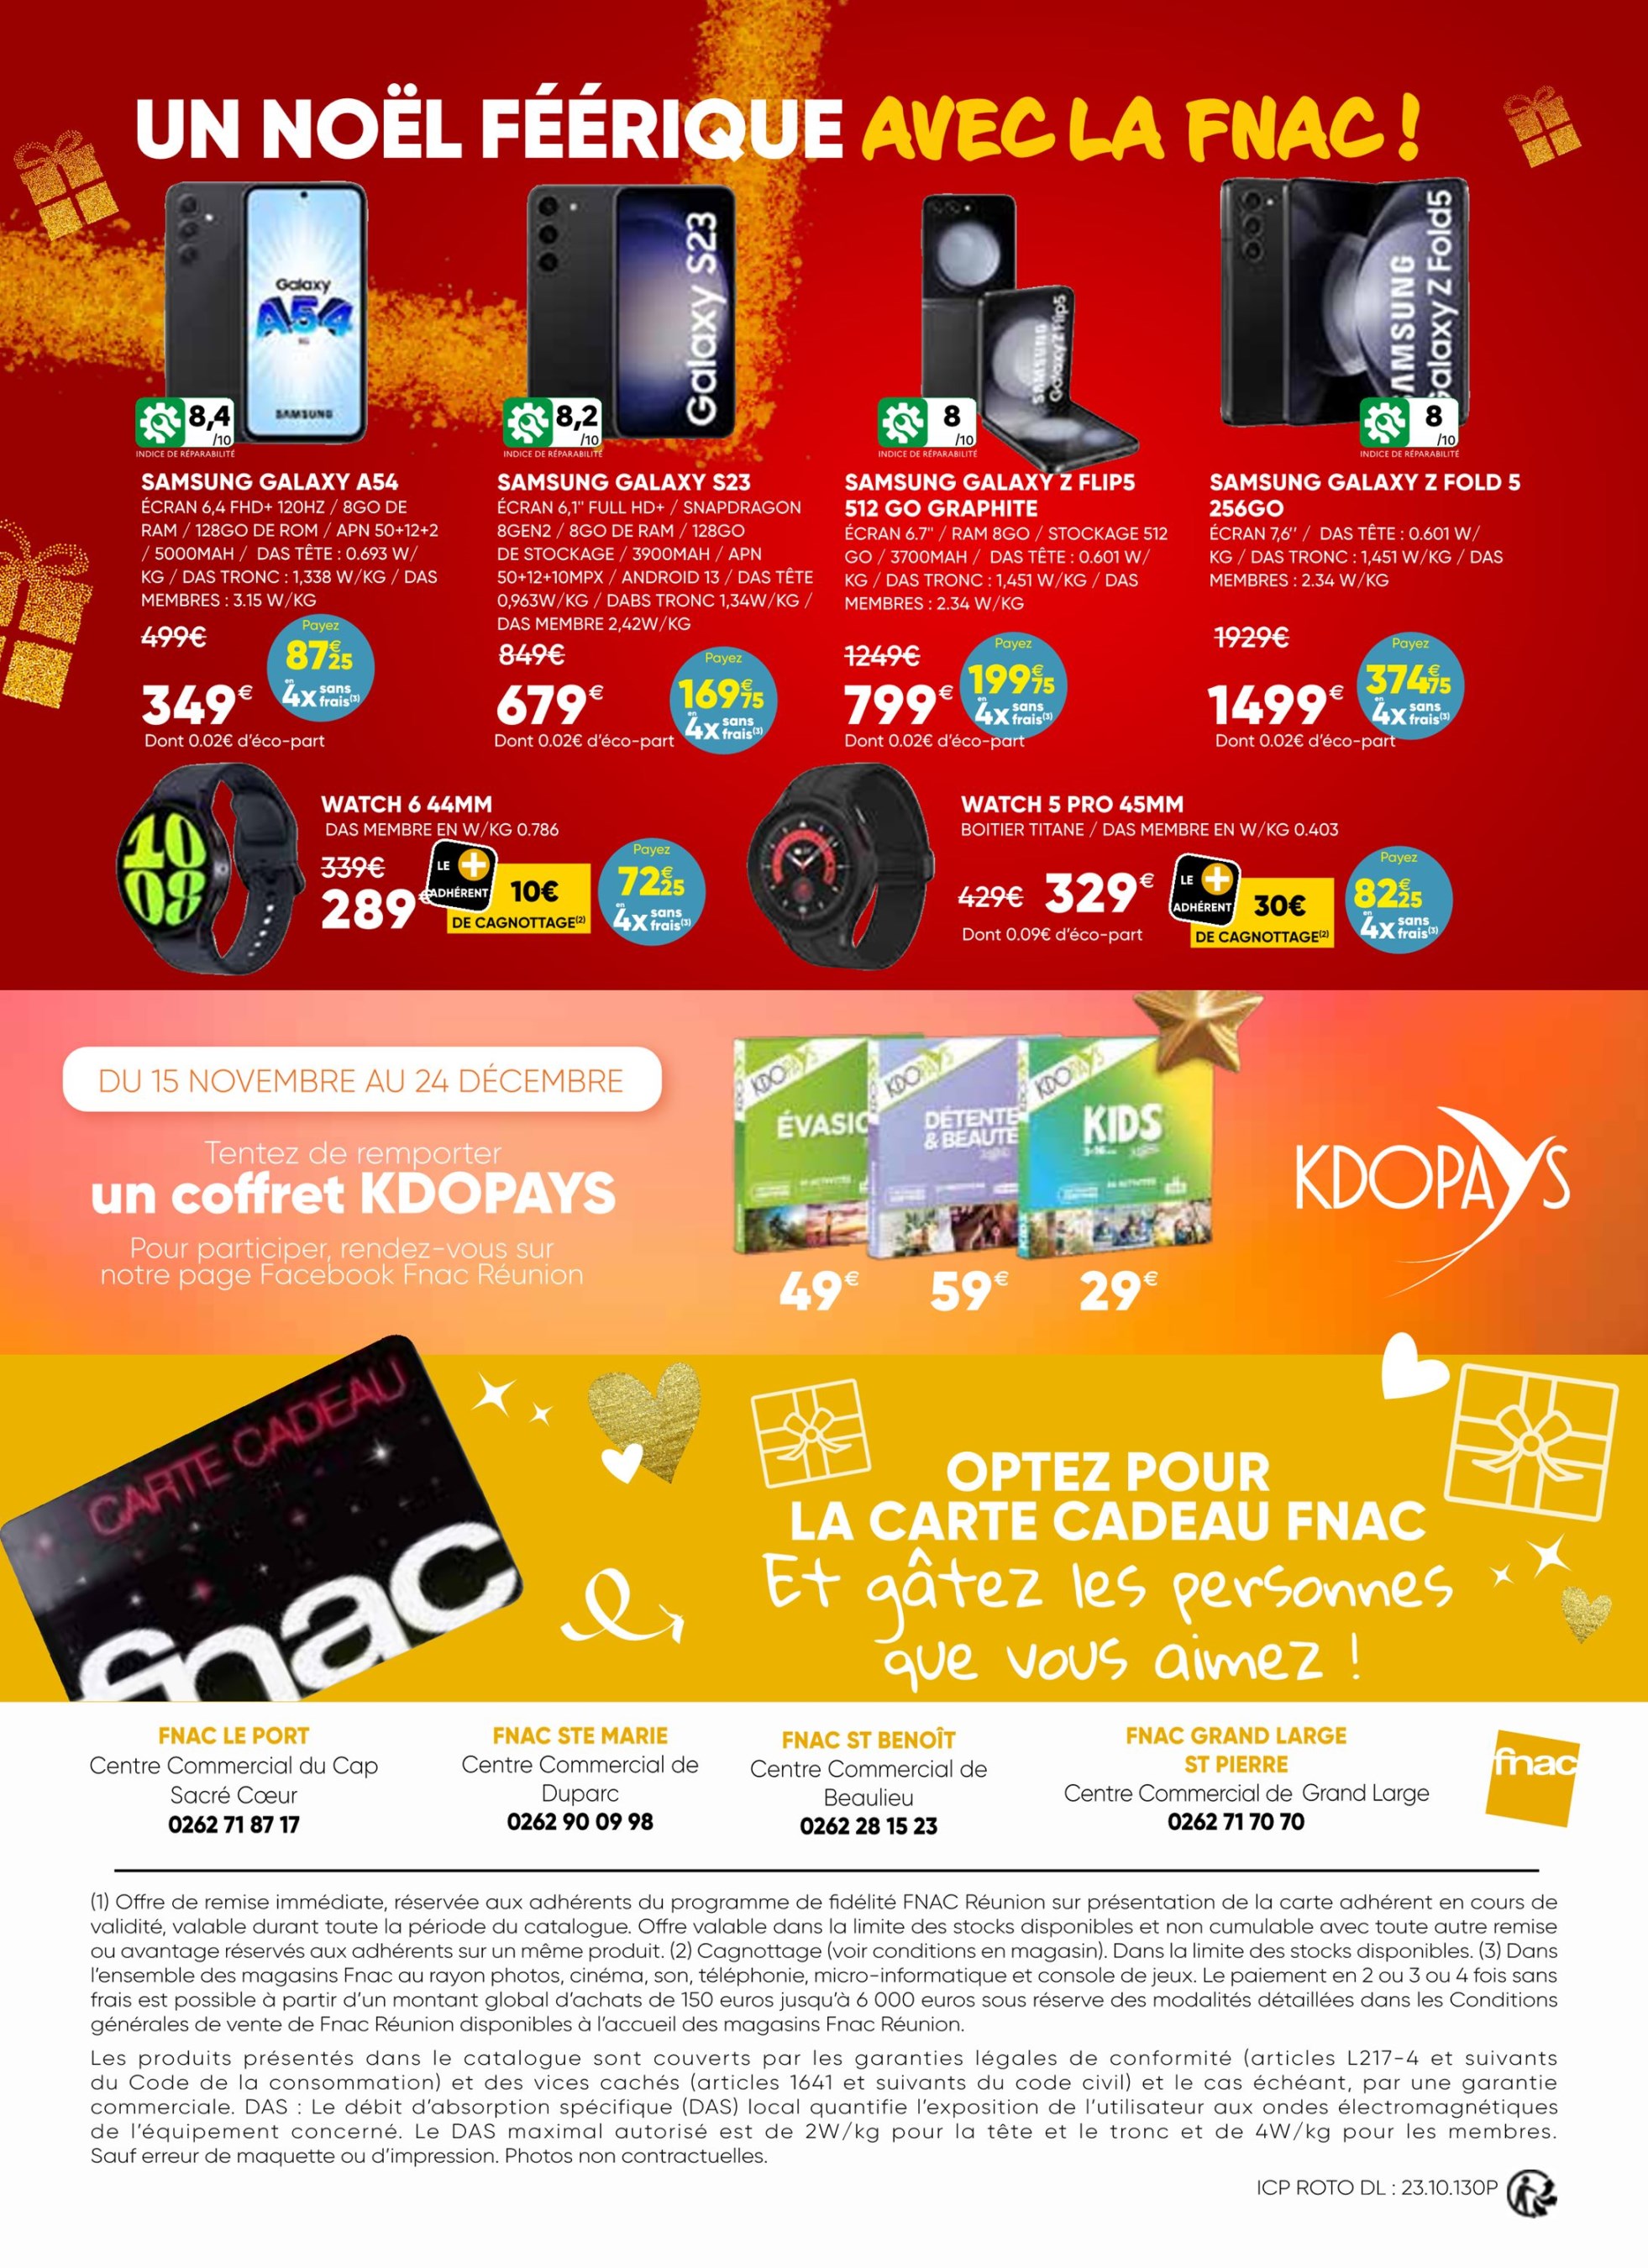 UN NOËL FÉÉRIQUE AVEC LA FNAC !
Galaxy
A54
SAMSUNG
8,4
/10
INDICE DE RÉPARABILITÉ
SAMSUNG GALAXY A54
ÉCRAN 6,4 FHD+ 120HZ / 8GO DE
RAM / 128GO DE ROM / APN 50+12+2
/ 5000MAH / DAS TÊTE : 0.693 W/
KG / DAS TRONC : 1,338 W/KG / DAS
MEMBRES : 3.15 W/KG
499€
349€
Dont 0.02€ d'éco-part
Payez
87€25
en
4x sans
frais(3)
Galaxy S23
8,2
/10
INDICE DE RÉPARABILITÉ
SAMSUNG GALAXY S23
ÉCRAN 6,1" FULL HD+ / SNAPDRAGON
8GEN2 / 8GO DE RAM / 128GO
DE STOCKAGE / 3900MAH / APN
50+12+10MPX / ANDROID 13 / DAS TÊTE
0,963W/KG / DABS TRONC 1,34W/KG /
DAS MEMBRE 2,42W/KG
849€
679€
Dont 0.02€ d'éco-part
Payez
169€75
en
4x sans
frais(3)
SAMSUNG
Galaxy Z Flip5
8
/10
INDICE DE RÉPARABILITÉ
SAMSUNG GALAXY Z FLIP5
512 GO GRAPHITE
ÉCRAN 6.7" / RAM 8GO / STOCKAGE 512
GO / 3700MAH / DAS TÊTE : 0.601 W/
KG / DAS TRONC : 1,451 W/KG / DAS
MEMBRES : 2.34 W/KG
1249€
799€
Dont 0.02€ d'éco-part
Payez
199€75
en
4x sans
frais(3)
SAMSUNG
Galaxy Z Fold5
8
/10
INDICE DE RÉPARABILITÉ
SAMSUNG GALAXY Z FOLD 5
256GO
ÉCRAN 7,6'' / DAS TÊTE : 0.601 W/
KG / DAS TRONC : 1,451 W/KG / DAS
MEMBRES : 2.34 W/KG
1929€
1499€
Dont 0.02€ d'éco-part
Payez
374€75
en
4x sans
frais(3)
10
08
WATCH 6 44MM
DAS MEMBRE EN W/KG 0.786
339€
289€
LE +
ADHÉRENT
10€
DE CAGNOTTAGE(2)
Payez
72€25
en
4x sans
frais(3)
WATCH 5 PRO 45MM
BOITIER TITANE / DAS MEMBRE EN W/KG 0.403
429€ 329€
Dont 0.09€ d'éco-part
LE +
ADHÉRENT
30€
DE CAGNOTTAGE(2)
Payez
82€25
en
4x sans
frais(3)
DU 15 NOVEMBRE AU 24 DÉCEMBRE
Tentez de remporter
un coffret KDOPAYS
Pour participer, rendez-vous sur
notre page Facebook Fnac Réunion
KDOPAYS
ÉVASIO
KDOPAYS
DÉTENTE
& BEAUTÉ
KDOPAYS
KIDS
49€ 59€ 29€
KDOPAYS
CARTE CADEAU
fnac
OPTEZ POUR
LA CARTE CADEAU FNAC
Et gâtez les personnes
que vous aimez !
FNAC LE PORT
Centre Commercial du Cap
Sacré Cœur
0262 71 87 17
FNAC STE MARIE
Centre Commercial de
Duparc
0262 90 09 98
FNAC ST BENOÎT
Centre Commercial de
Beaulieu
0262 28 15 23
FNAC GRAND LARGE
ST PIERRE
Centre Commercial de Grand Large
0262 71 70 70
fnac
(1) Offre de remise immédiate, réservée aux adhérents du programme de fidélité FNAC Réunion sur présentation de la carte adhérent en cours de
validité, valable durant toute la période du catalogue. Offre valable dans la limite des stocks disponibles et non cumulable avec toute autre remise
ou avantage réservés aux adhérents sur un même produit. (2) Cagnottage (voir conditions en magasin). Dans la limite des stocks disponibles. (3) Dans
l'ensemble des magasins Fnac au rayon photos, cinéma, son, téléphonie, micro-informatique et console de jeux. Le paiement en 2 ou 3 ou 4 fois sans
frais est possible à partir d'un montant global d'achats de 150 euros jusqu'à 6 000 euros sous réserve des modalités détaillées dans les Conditions
générales de vente de Fnac Réunion disponibles à l'accueil des magasins Fnac Réunion.
Les produits présentés dans le catalogue sont couverts par les garanties légales de conformité (articles L217-4 et suivants
du Code de la consommation) et des vices cachés (articles 1641 et suivants du code civil) et le cas échéant, par une garantie
commerciale. DAS : Le débit d'absorption spécifique (DAS) local quantifie l'exposition de l'utilisateur aux ondes électromagnétiques
de l'équipement concerné. Le DAS maximal autorisé est de 2W/kg pour la tête et le tronc et de 4W/kg pour les membres.
Sauf erreur de maquette ou d'impression. Photos non contractuelles.
ICP ROTO DL : 23.10.130P